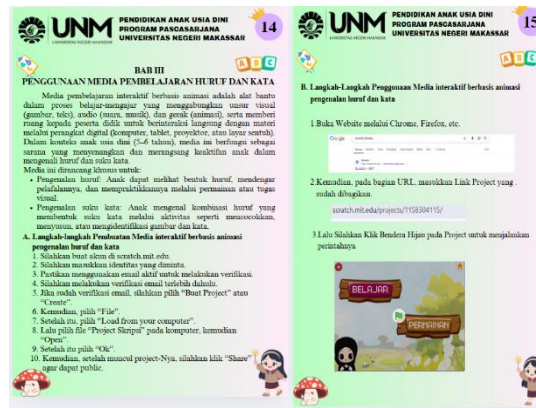 UNM
UNIVERSITAS NEGERI MAKASSAR
PENDIDIKAN ANAK USIA DINI
PROGRAM PASCASARJANA
UNIVERSITAS NEGERI MAKASSAR
14
A B C
BAB III
PENGGUNAAN MEDIA PEMBELAJARAN HURUF DAN KATA
Media pembelajaran interaktif berbasis animasi adalah alat bantu
dalam proses belajar-mengajar yang menggabungkan unsur visual
(gambar, teks), audio (suara, musik), dan gerak (animasi), serta memberi
ruang kepada peserta didik untuk berinteraksi langsung dengan materi
melalui perangkat digital (komputer, tablet, proyektor, atau layar sentuh).
Dalam konteks anak usia dini (5–6 tahun), media ini berfungsi sebagai
sarana yang menyenangkan dan merangsang keaktifan anak dalam
mengenali huruf dan suku kata.
Media ini dirancang khusus untuk:
• Pengenalan huruf: Anak dapat melihat bentuk huruf, mendengar
pelafalannya, dan mempraktikkannya melalui permainan atau tugas
visual.
• Pengenalan suku kata: Anak mengenal kombinasi huruf yang
membentuk suku kata melalui aktivitas seperti mencocokkan,
menyusun, atau mengidentifikasi gambar dan kata.
A. Langkah-langkah Pembuatan Media interaktif berbasis animasi
pengenalan huruf dan kata
1. Silahkan buat akun di scratch.mit.edu.
2. Silahkan masukkan identitas yang diminta.
3. Pastikan menggunakan email aktif untuk melakukan verifikasi.
4. Silahkan melakukan verifikasi email terlebih dahulu.
5. Jika sudah verifikasi email, silahkan pilih “Buat Project” atau
“Create”.
6. Kemudian, pilih “File”.
7. Setelah itu, pilih “Load from your computer”.
8. Lalu pilih file “Project Skripsi” pada komputer, kemudian
“Open”.
9. Setelah itu pilih “Ok”.
10. Kemudian, setelah muncul project-Nya, silahkan klik “Share”
agar dapat public.
UNM
UNIVERSITAS NEGERI MAKASSAR
PENDIDIKAN ANAK USIA DINI
PROGRAM PASCASARJANA
UNIVERSITAS NEGERI MAKASSAR
15
A B C
B. Langkah-Langkah Penggunaan Media interaktif berbasis animasi
pengenalan huruf dan kata
1.Buka Website melalui Chrome, Firefox, etc.
Google
2.Kemudian, pada bagian URL, masukkan Link Project yang
sudah dibagikan.
scratch.mit.edu/projects/1158304115/
3.Lalu Silahkan Klik Bendera Hijau pada Project untuk menjalankan
perintahnya
BELAJAR
PERMAINAN